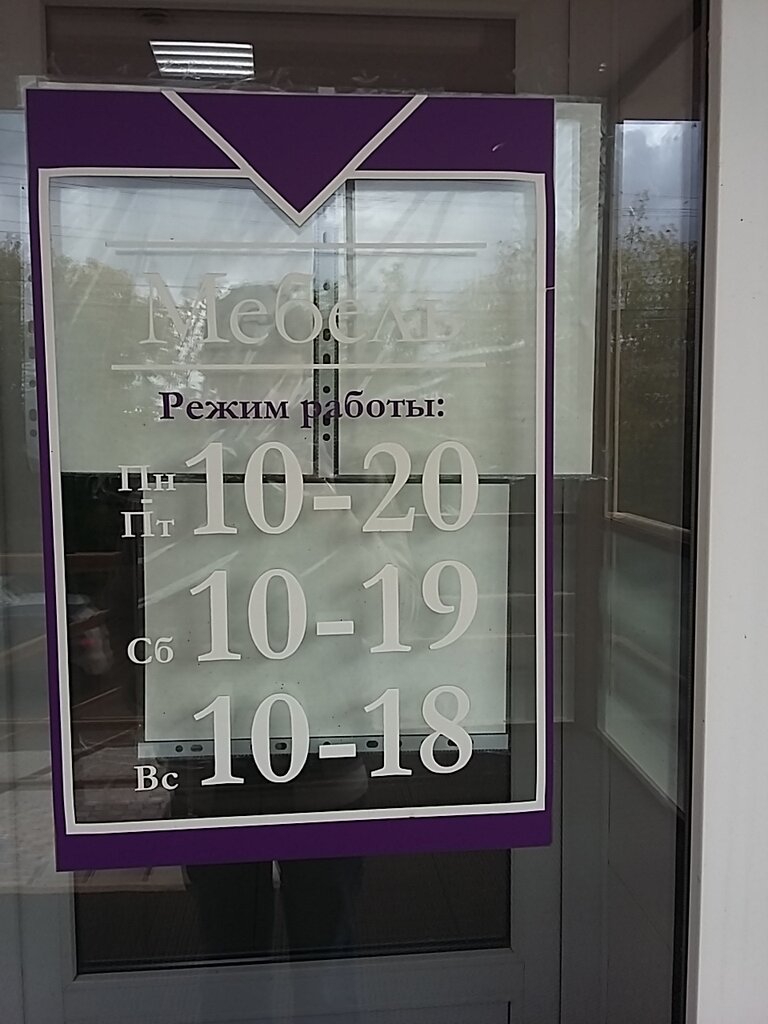 Мебель
Режим работы:
Пн - Пт 10-20
Сб 10-19
Вс 10-18